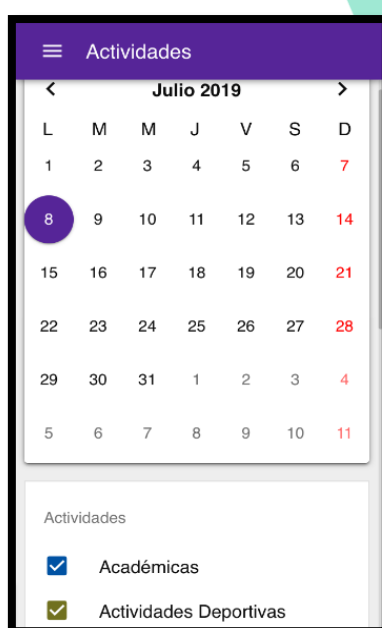 Actividades
Julio 2019
L M M J V S D
1 2 3 4 5 6 7
8 9 10 11 12 13 14
15 16 17 18 19 20 21
22 23 24 25 26 27 28
29 30 31 1 2 3 4
5 6 7 8 9 10 11
Actividades
Académicas
Actividades Deportivas